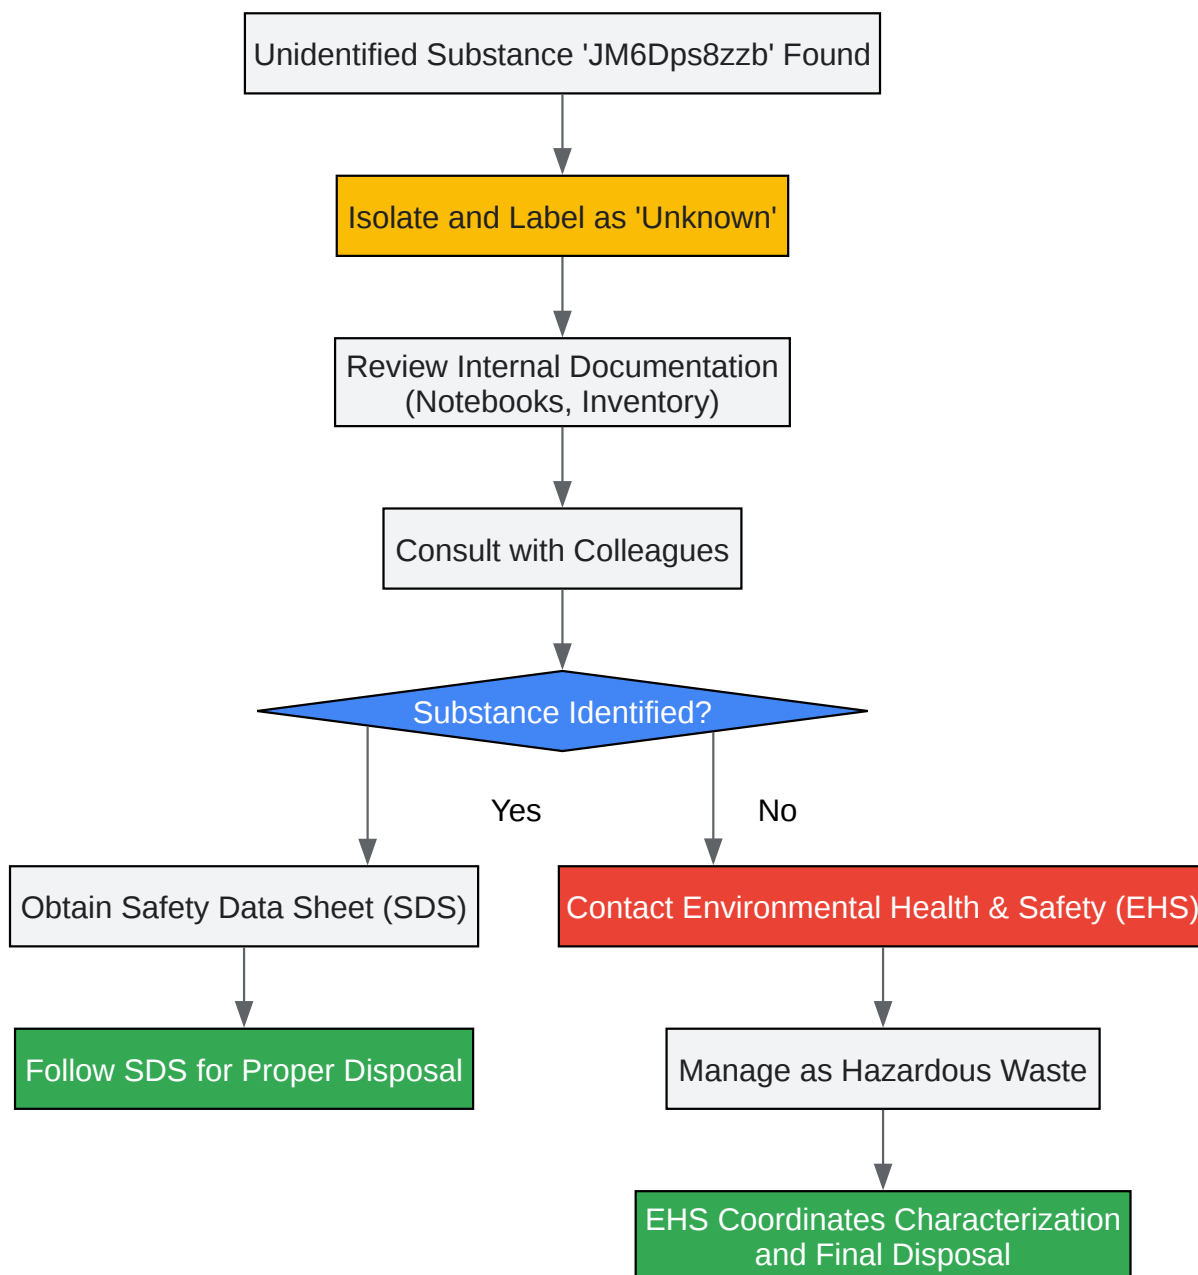 Unidentified Substance 'JM6Dps8zzb' Found
Isolate and Label as 'Unknown'
Review Internal Documentation
(Notebooks, Inventory)
Consult with Colleagues
Substance Identified?
Yes
No
Obtain Safety Data Sheet (SDS)
Contact Environmental Health & Safety (EHS)
Follow SDS for Proper Disposal
Manage as Hazardous Waste
EHS Coordinates Characterization
and Final Disposal